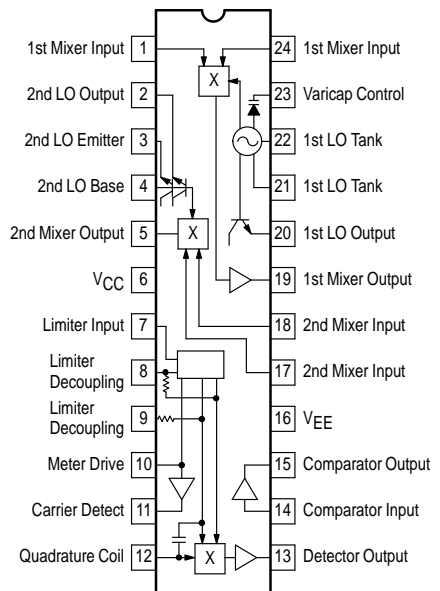 1st Mixer Input 1 24 1st Mixer Input
X
2nd LO Output 2 23 Varicap Control
2nd LO Emitter 3 22 1st LO Tank
2nd LO Base 4 21 1st LO Tank
2nd Mixer Output 5 X 20 1st LO Output
VCC 6 19 1st Mixer Output
Limiter Input 7 18 2nd Mixer Input
Limiter
Decoupling 8 17 2nd Mixer Input
Limiter
Decoupling 9 16 VEE
Meter Drive 10 15 Comparator Output
Carrier Detect 11 14 Comparator Input
Quadrature Coil 12 X 13 Detector Output